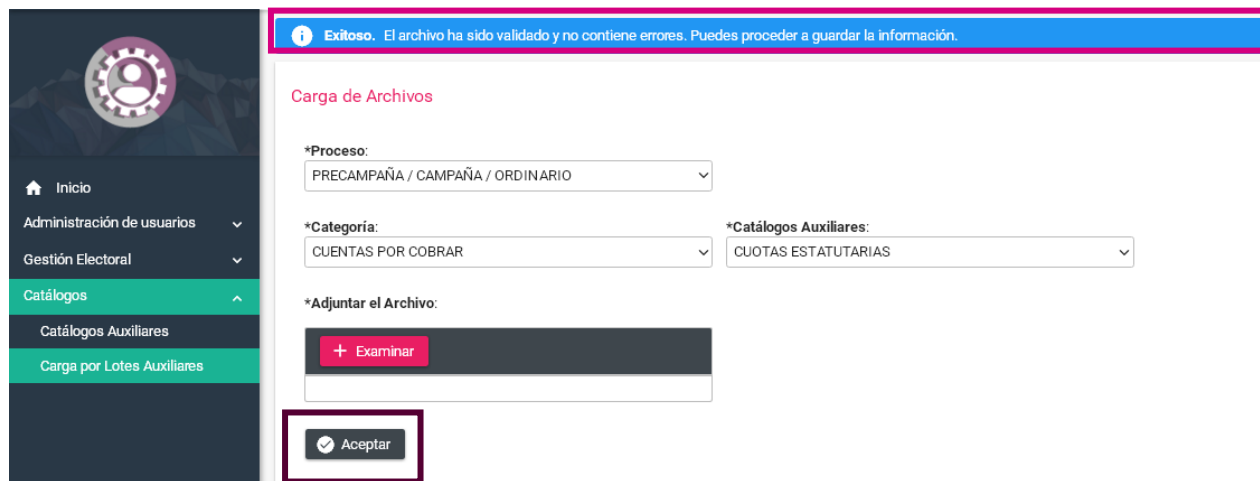 Exitoso. El archivo ha sido validado y no contiene errores. Puedes proceder a guardar la información.
Inicio
Administración de usuarios
Gestión Electoral
Catálogos
Catálogos Auxiliares
Carga por Lotes Auxiliares
Carga de Archivos
*Proceso:
PRECAMPAÑA / CAMPAÑA / ORDINARIO
*Categoría:
CUENTAS POR COBRAR
*Catálogos Auxiliares:
CUOTAS ESTATUTARIAS
*Adjuntar el Archivo:
+ Examinar
Aceptar